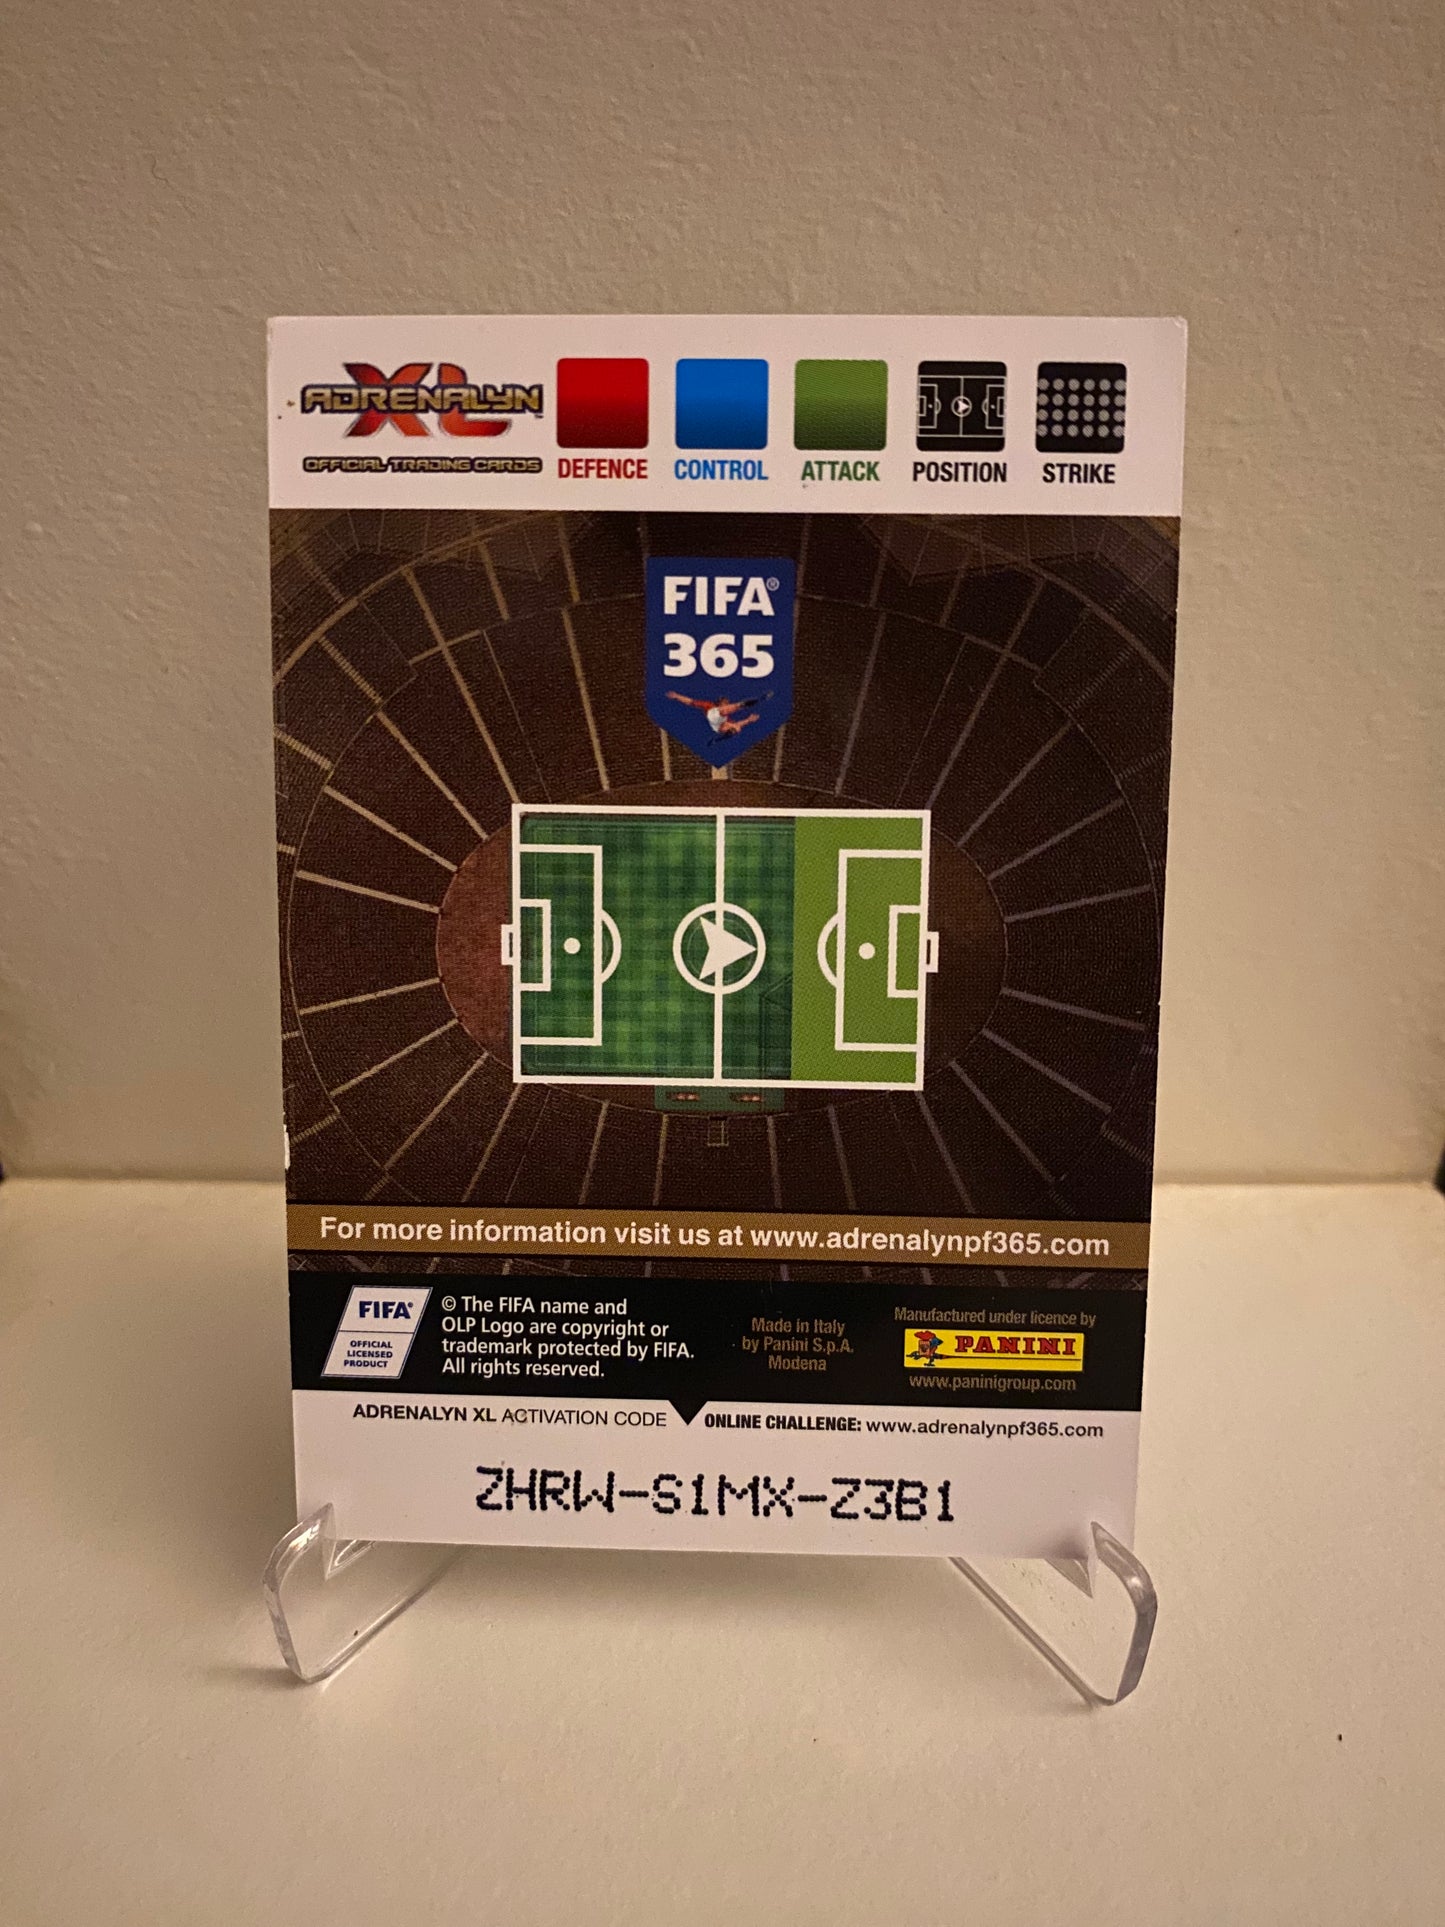 ADRENALYN XL™
OFFICIAL TRADING CARDS
DEFENCE
CONTROL
ATTACK
POSITION
STRIKE
FIFA®
365
For more information visit us at www.adrenalynpf365.com
FIFA®
OFFICIAL
LICENSED
PRODUCT
© The FIFA name and
OLP Logo are copyright or
trademark protected by FIFA.
All rights reserved.
Made in Italy
by Panini S.p.A.
Modena
Manufactured under licence by
PANINI
www.paninigroup.com
ADRENALYN XL ACTIVATION CODE
ONLINE CHALLENGE: www.adrenalynpf365.com
ZHRW-S1MX-Z3B1